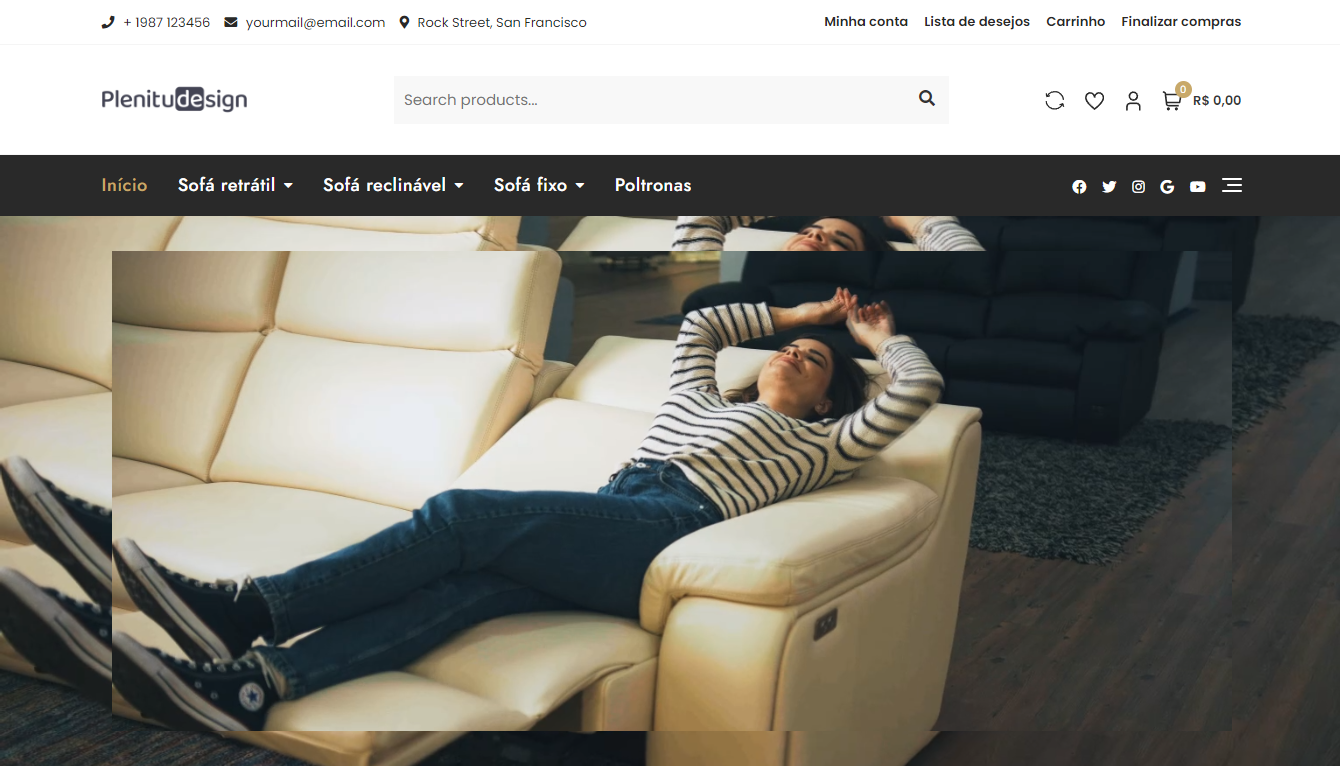 + 1987 123456 yourmail@email.com Rock Street, San Francisco Minha conta Lista de desejos Carrinho Finalizar compras
Plenitudesign Search products... 0 R$ 0,00
Início Sofá retrátil Sofá reclinável Sofá fixo Poltronas